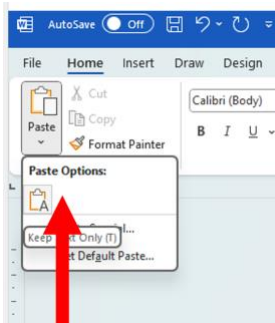 AutoSave Off
File Home Insert Draw Design
Paste
Cut
Copy
Format Painter
Calibri (Body)
B I U
Paste Options:
A
Keep Text Only (T)
Default Paste...